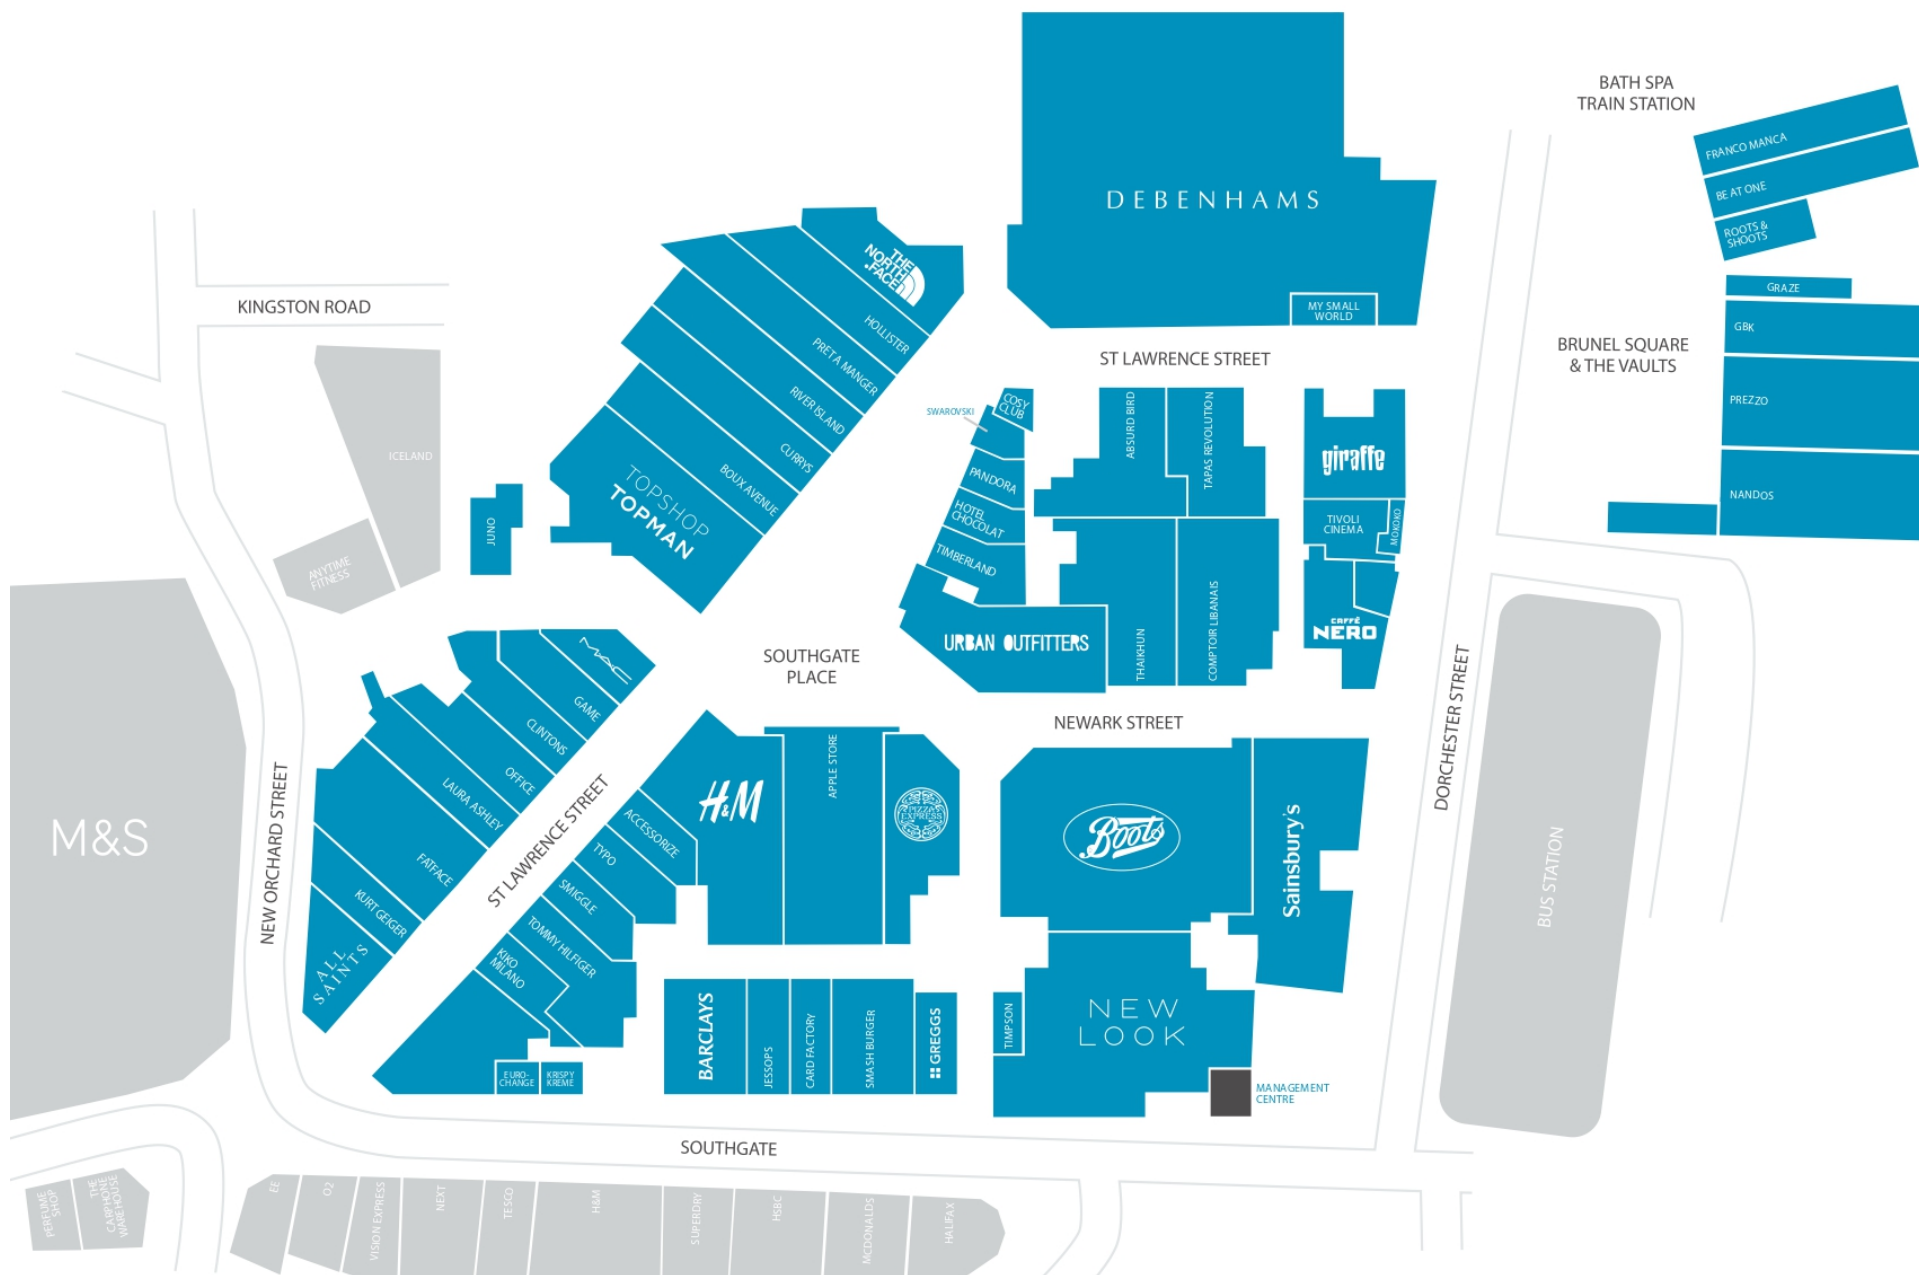 DEBENHAMS
MY SMALL
WORLD
BATH SPA
TRAIN STATION
FRANCO MANCA
BE AT ONE
ROOTS &
SHOOTS
GRAZE
GBK
PREZZO
NANDOS
BRUNEL SQUARE
& THE VAULTS
KINGSTON ROAD
ICELAND
ANYTIME
FITNESS
JUNO
THE
NORTH
FACE
HOLLISTER
PRET A MANGER
RIVER ISLAND
CURRYS
BOUX AVENUE
TOPSHOP
TOPMAN
ST LAWRENCE STREET
SWAROVSKI
COSY
CLUB
PANDORA
HOTEL
CHOCOLAT
TIMBERLAND
URBAN OUTFITTERS
ABSURD BIRD
TAPAS REVOLUTION
THAIKHUN
COMPTOIR LIBANAIS
giraffe
TIVOLI
CINEMA
MOKOKO
CAFFÈ
NERO
SOUTHGATE
PLACE
NEWARK STREET
DORCHESTER STREET
BUS STATION
M&S
NEW ORCHARD STREET
MAC
GAME
CLINTONS
OFFICE
LAURA ASHLEY
FATFACE
KURT GEIGER
ALL
SAINTS
ST LAWRENCE STREET
H&M
APPLE STORE
PIZZA
EXPRESS
ACCESSORIZE
TYPO
SMIGGLE
TOMMY HILFIGER
KIKO
MILANO
EURO-
CHANGE
KRISPY
KREME
BARCLAYS
JESSOPS
CARD FACTORY
SMASH BURGER
GREGGS
Boots
Sainsbury's
TIMPSON
NEW
LOOK
MANAGEMENT
CENTRE
SOUTHGATE
PERFUME
SHOP
THE
CARPHONE
WAREHOUSE
EE
O2
VISION EXPRESS
NEXT
TESCO
H&M
SUPERDRY
HSBC
MCDONALDS
HALIFAX